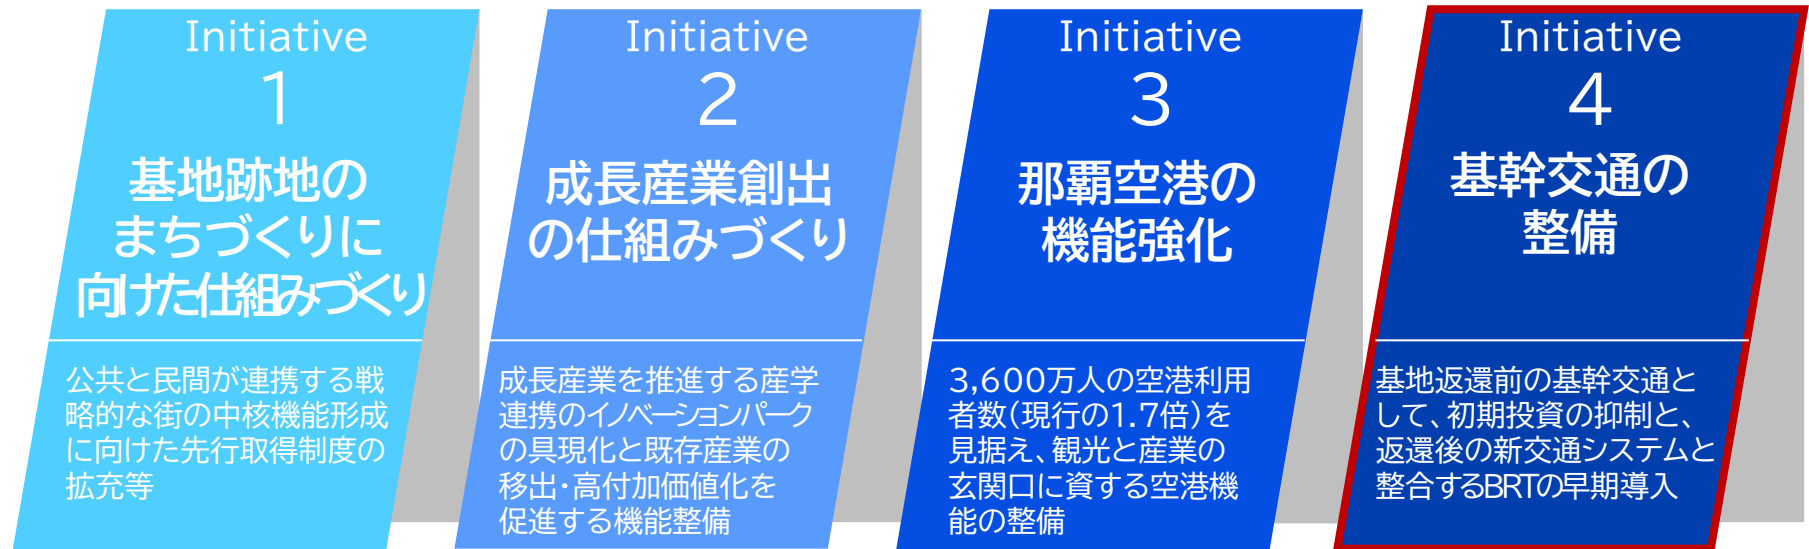 Initiative
1
基地跡地の
まちづくりに
向けた仕組みづくり
公共と民間が連携する戦
略的な街の中核機能形成
に向けた先行取得制度の
拡充等
Initiative
2
成長産業創出
の仕組みづくり
成長産業を推進する産学
連携のイノベーションパーク
の具現化と既存産業の
移出・高付加価値化を
促進する機能整備
Initiative
3
那覇空港の
機能強化
3,600万人の空港利用
者数（現行の1.7倍）を
見据え、観光と産業の
玄関口に資する空港機
能の整備
Initiative
4
基幹交通の
整備
基地返還前の基幹交通と
して、初期投資の抑制と、
返還後の新交通システムと
整合するBRTの早期導入